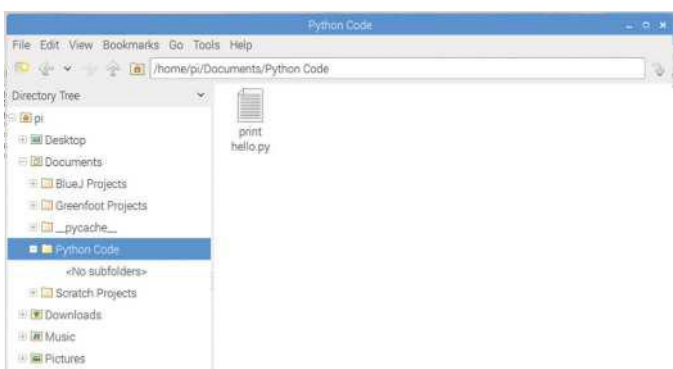 Python Code
File Edit View Bookmarks Go Tools Help
/home/pi/Documents/Python Code
Directory Tree
pi
Desktop
Documents
BlueJ Projects
Greenfoot Projects
__pycache__
Python Code
<No subfolders>
Scratch Projects
Downloads
Music
Pictures
print
hello.py